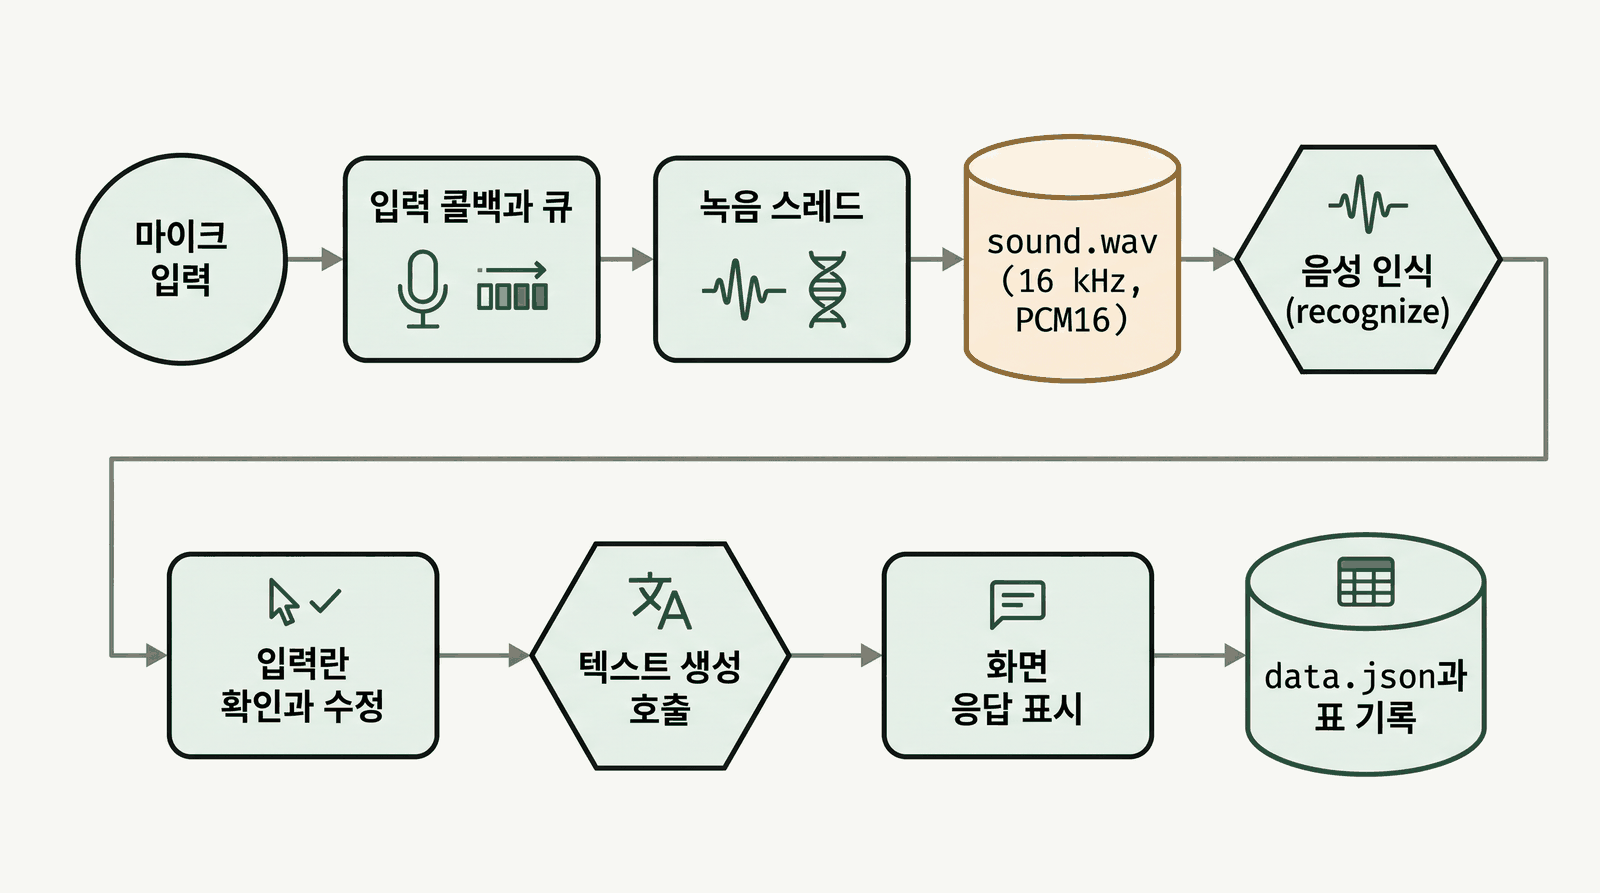 마이크
입력
입력 콜백과 큐
녹음 스레드
sound.wav
(16 kHz,
PCM16)
음성 인식
(recognize)
입력란
확인과 수정
텍스트 생성
호출
화면
응답 표시
data.json과
표 기록